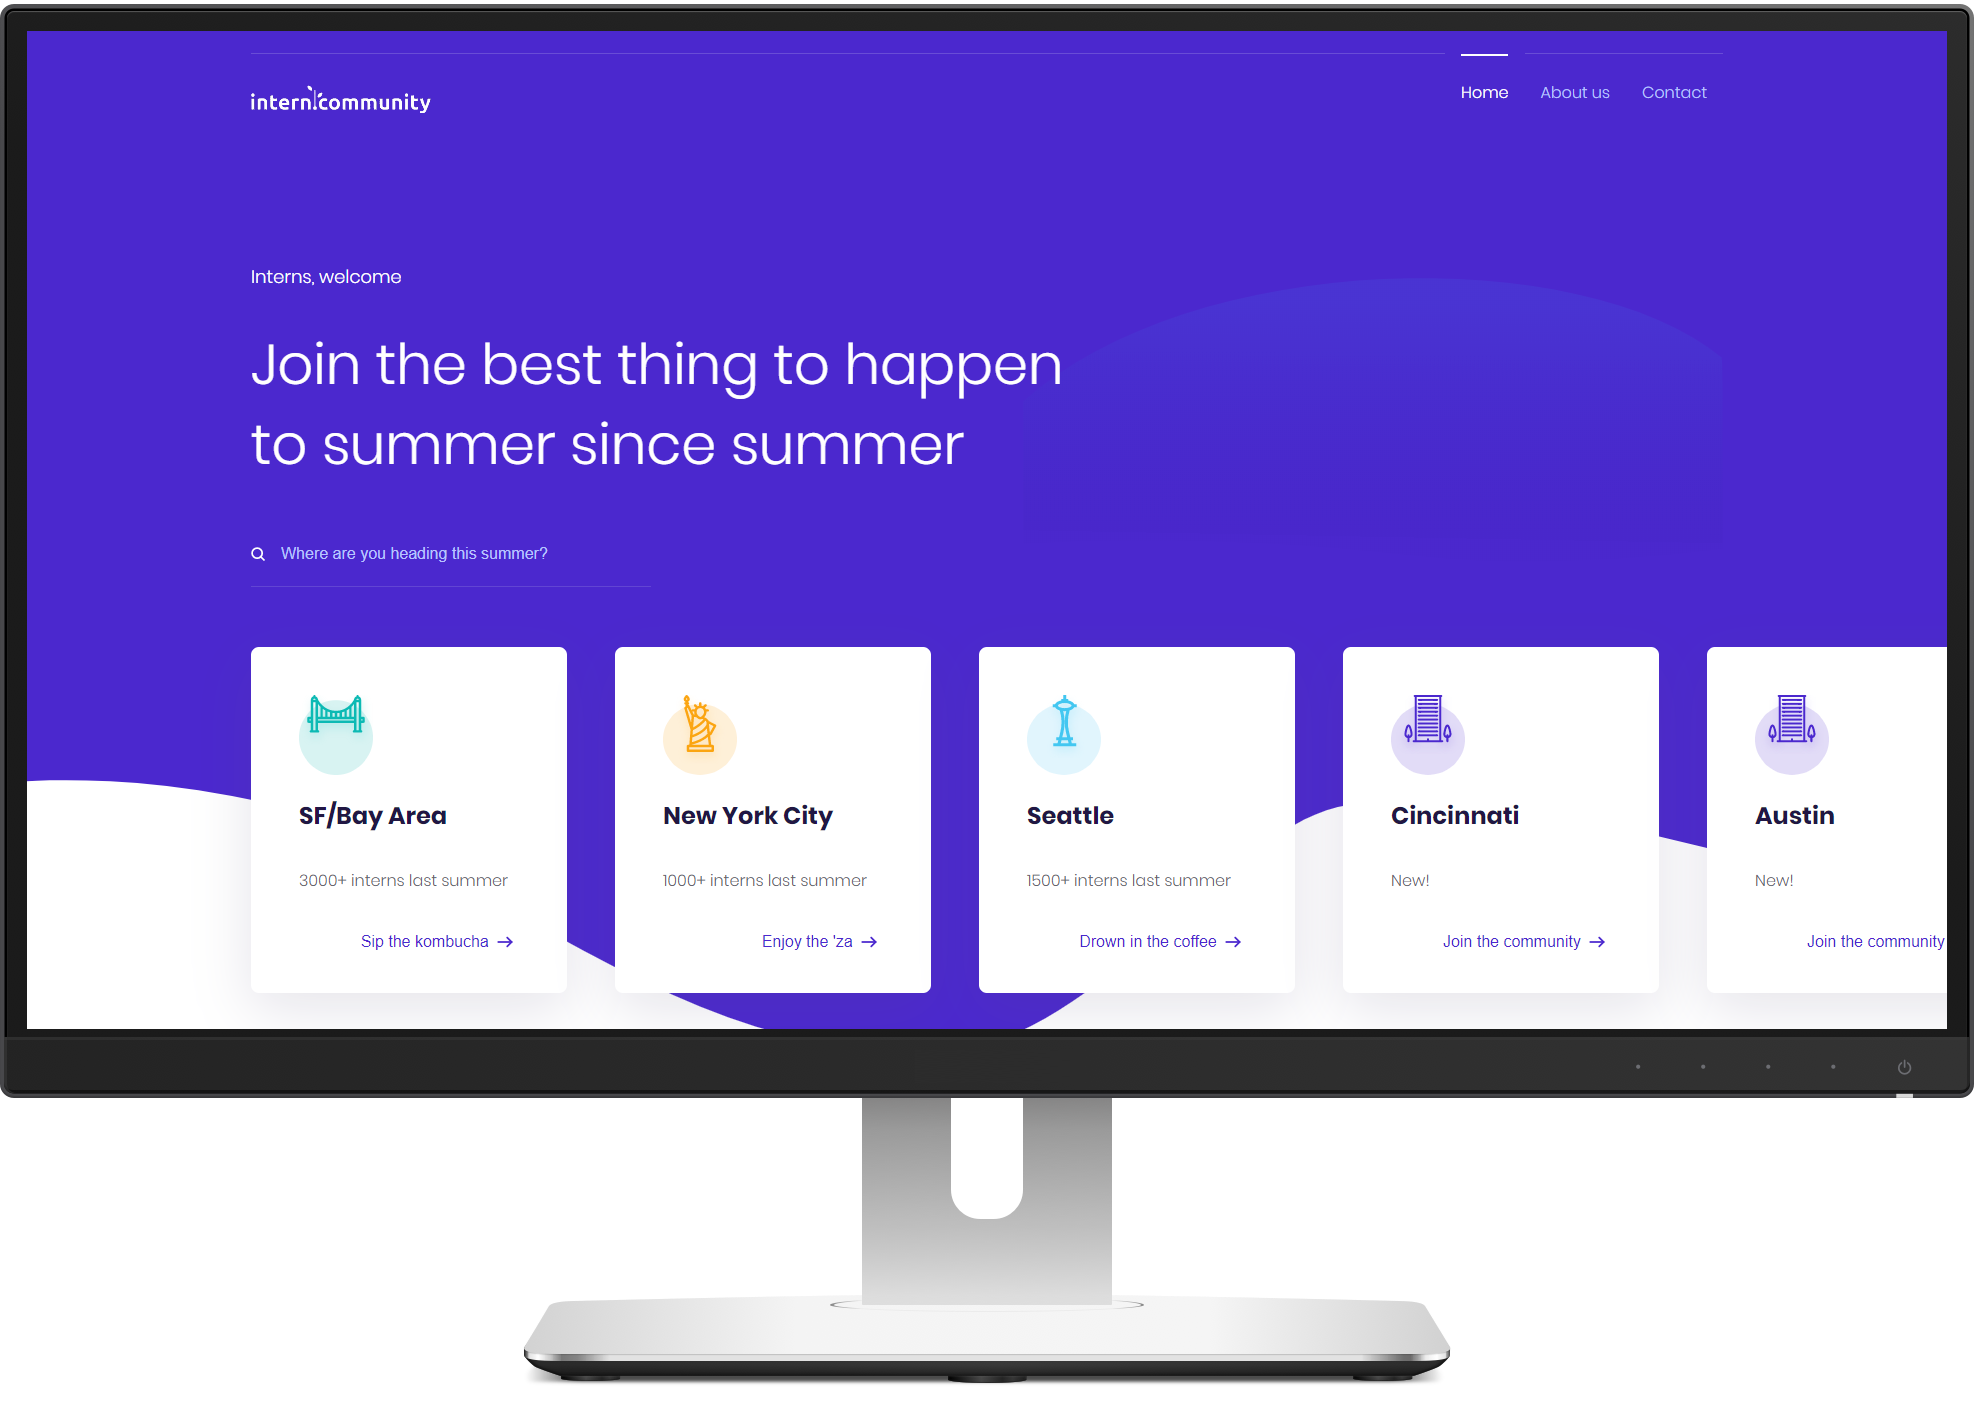 intern community
Home About us Contact
Interns, welcome
Join the best thing to happen
to summer since summer
Where are you heading this summer?
SF/Bay Area
3000+ interns last summer
Sip the kombucha
New York City
1000+ interns last summer
Enjoy the 'za
Seattle
1500+ interns last summer
Drown in the coffee
Cincinnati
New!
Join the community
Austin
New!
Join the community